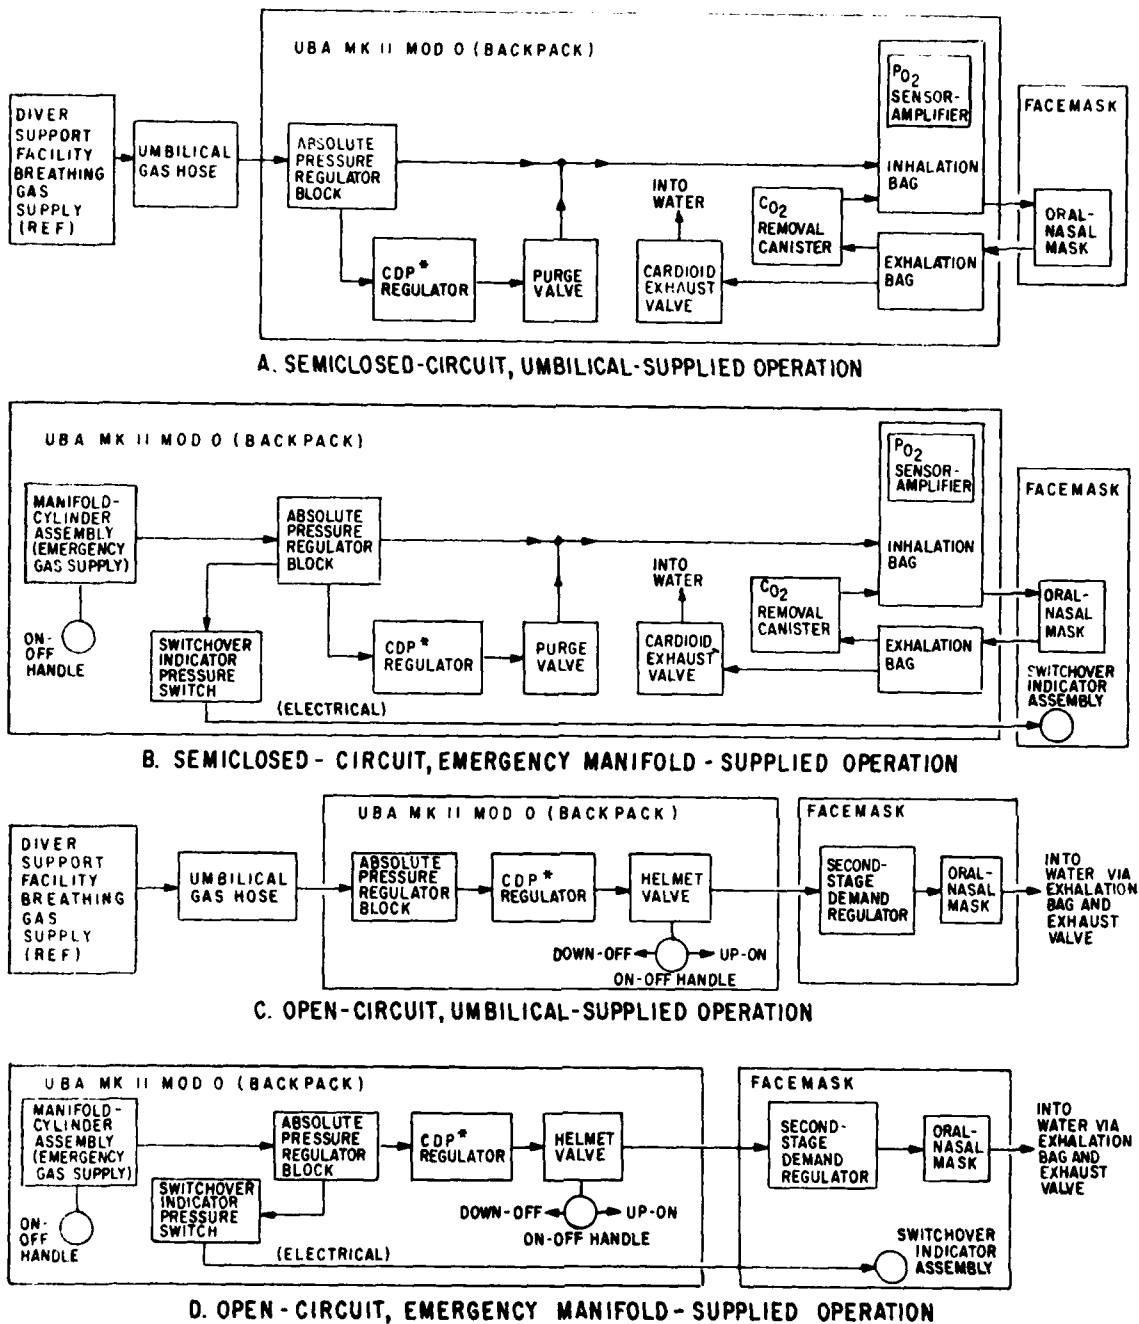 UBA MK II MOD 0 (BACKPACK)
PO2
SENSOR-
AMPLIFIER
FACEMASK
DIVER
SUPPORT
FACILITY
BREATHING
GAS
SUPPLY
(REF)
UMBILICAL
GAS HOSE
ABSOLUTE
PRESSURE
REGULATOR
BLOCK
INTO
WATER
INHALATION
BAG
CO2
REMOVAL
CANISTER
ORAL-
NASAL
MASK
CDP*
REGULATOR
PURGE
VALVE
CARDIOID
EXHAUST
VALVE
EXHALATION
BAG
A. SEMICLOSED-CIRCUIT, UMBILICAL-SUPPLIED OPERATION
UBA MK II MOD 0 (BACKPACK)
PO2
SENSOR-
AMPLIFIER
FACEMASK
MANIFOLD-
CYLINDER
ASSEMBLY
(EMERGENCY
GAS SUPPLY)
ABSOLUTE
PRESSURE
REGULATOR
BLOCK
INHALATION
BAG
INTO
WATER
CO2
REMOVAL
CANISTER
ORAL-
NASAL
MASK
ON-
OFF
HANDLE
SWITCHOVER
INDICATOR
PRESSURE
SWITCH
CDP*
REGULATOR
PURGE
VALVE
CARDIOID
EXHAUST
VALVE
EXHALATION
BAG
SWITCHOVER
INDICATOR
ASSEMBLY
(ELECTRICAL)
B. SEMICLOSED - CIRCUIT, EMERGENCY MANIFOLD - SUPPLIED OPERATION
UBA MK II MOD 0 (BACKPACK)
FACEMASK
DIVER
SUPPORT
FACILITY
BREATHING
GAS
SUPPLY
(REF)
UMBILICAL
GAS HOSE
ABSOLUTE
PRESSURE
REGULATOR
BLOCK
CDP*
REGULATOR
HELMET
VALVE
SECOND-
STAGE
DEMAND
REGULATOR
ORAL-
NASAL
MASK
INTO
WATER VIA
EXHALATION
BAG AND
EXHAUST
VALVE
DOWN-OFF
UP-ON
ON-OFF HANDLE
C. OPEN-CIRCUIT, UMBILICAL-SUPPLIED OPERATION
UBA MK II MOD 0 (BACKPACK)
FACEMASK
MANIFOLD-
CYLINDER
ASSEMBLY
(EMERGENCY
GAS SUPPLY)
ABSOLUTE
PRESSURE
REGULATOR
BLOCK
CDP*
REGULATOR
HELMET
VALVE
SECOND-
STAGE
DEMAND
REGULATOR
ORAL-
NASAL
MASK
INTO
WATER VIA
EXHALATION
BAG AND
EXHAUST
VALVE
ON-
OFF
HANDLE
SWITCHOVER
INDICATOR
PRESSURE
SWITCH
DOWN-OFF
UP-ON
ON-OFF HANDLE
(ELECTRICAL)
SWITCHOVER
INDICATOR
ASSEMBLY
D. OPEN - CIRCUIT, EMERGENCY MANIFOLD - SUPPLIED OPERATION